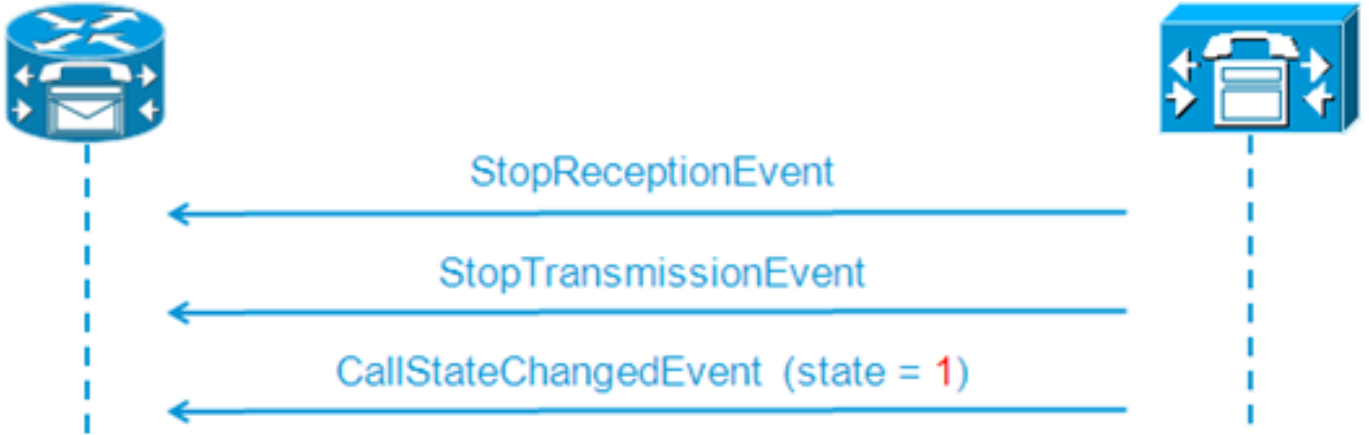 StopReceptionEvent
StopTransmissionEvent
CallStateChangedEvent (state = 1)